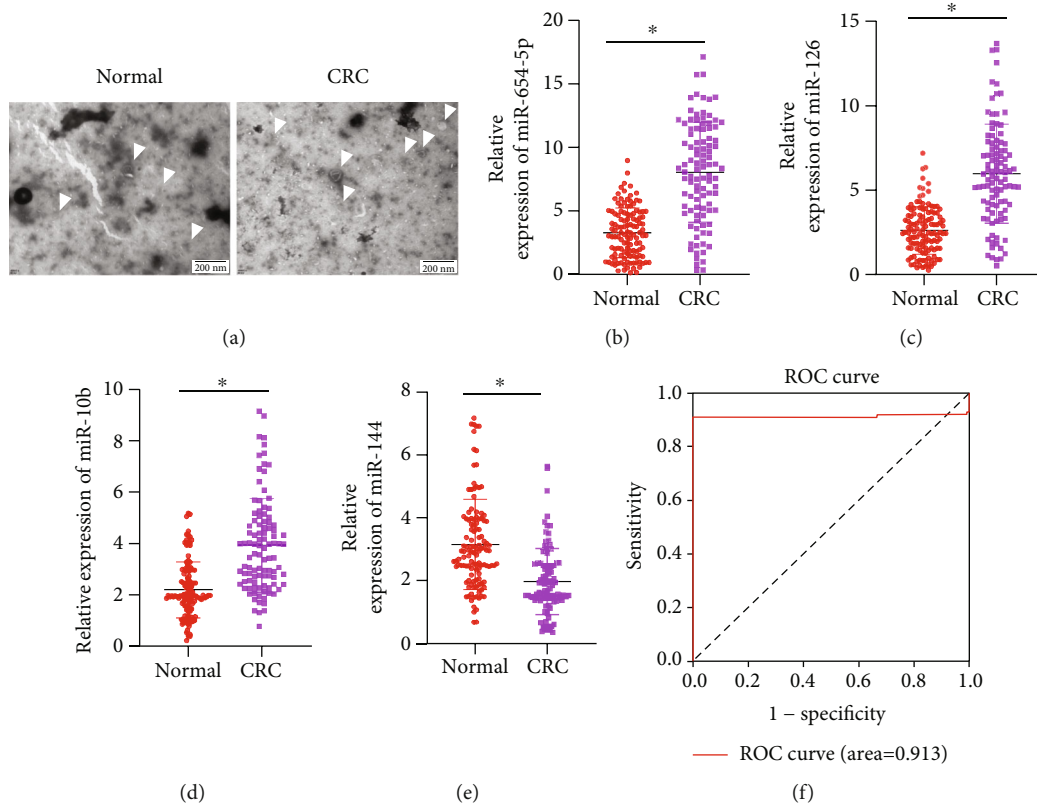 Normal
CRC
200 nm
200 nm
(a)
*
Relative
expression of miR-654-5p
20
15
10
5
0
Normal
CRC
(b)
*
Relative
expression of miR-126
15
10
5
0
Normal
CRC
(c)
*
Relative expression of miR-10b
10
8
6
4
2
0
Normal
CRC
(d)
*
Relative
expression of miR-144
8
6
4
2
0
Normal
CRC
(e)
ROC curve
Sensitivity
1.0
0.8
0.6
0.4
0.2
0.0
0.0 0.2 0.4 0.6 0.8 1.0
1 − specificity
ROC curve (area=0.913)
(f)